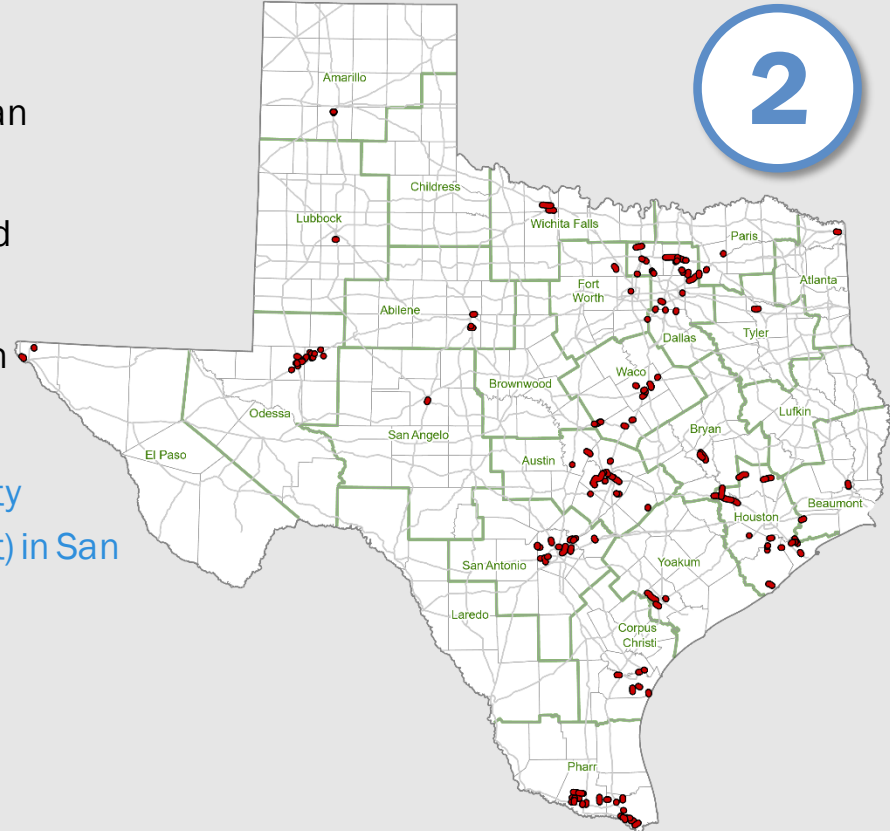 2
an
d
n
ty
t) in San
Amarillo
Childress
Lubbock
Wichita Falls
Paris
Fort
Worth
Atlanta
Abilene
Dallas
Tyler
Waco
Brownwood
Odessa
Lufkin
San Angelo
Bryan
El Paso
Austin
Beaumont
Houston
San Antonio
Yoakum
Laredo
Corpus
Christi
Pharr